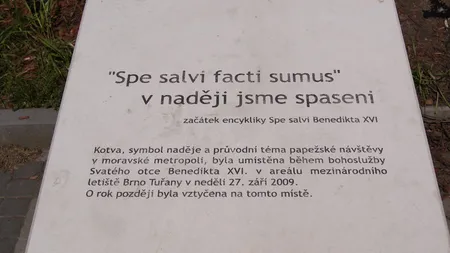 "Spe salvi facti sumus"
v naději jsme spaseni
začátek encykliky Spe salvi Benedikta XVI
Kotva, symbol naděje a průvodní téma papežské návštěvy
v moravské metropoli, byla umístěna během bohoslužby
Svatého otce Benedikta XVI. v areálu mezinárodního
letiště Brno Tuřany v neděli 27. září 2009.
O rok později byla vztyčena na tomto místě.